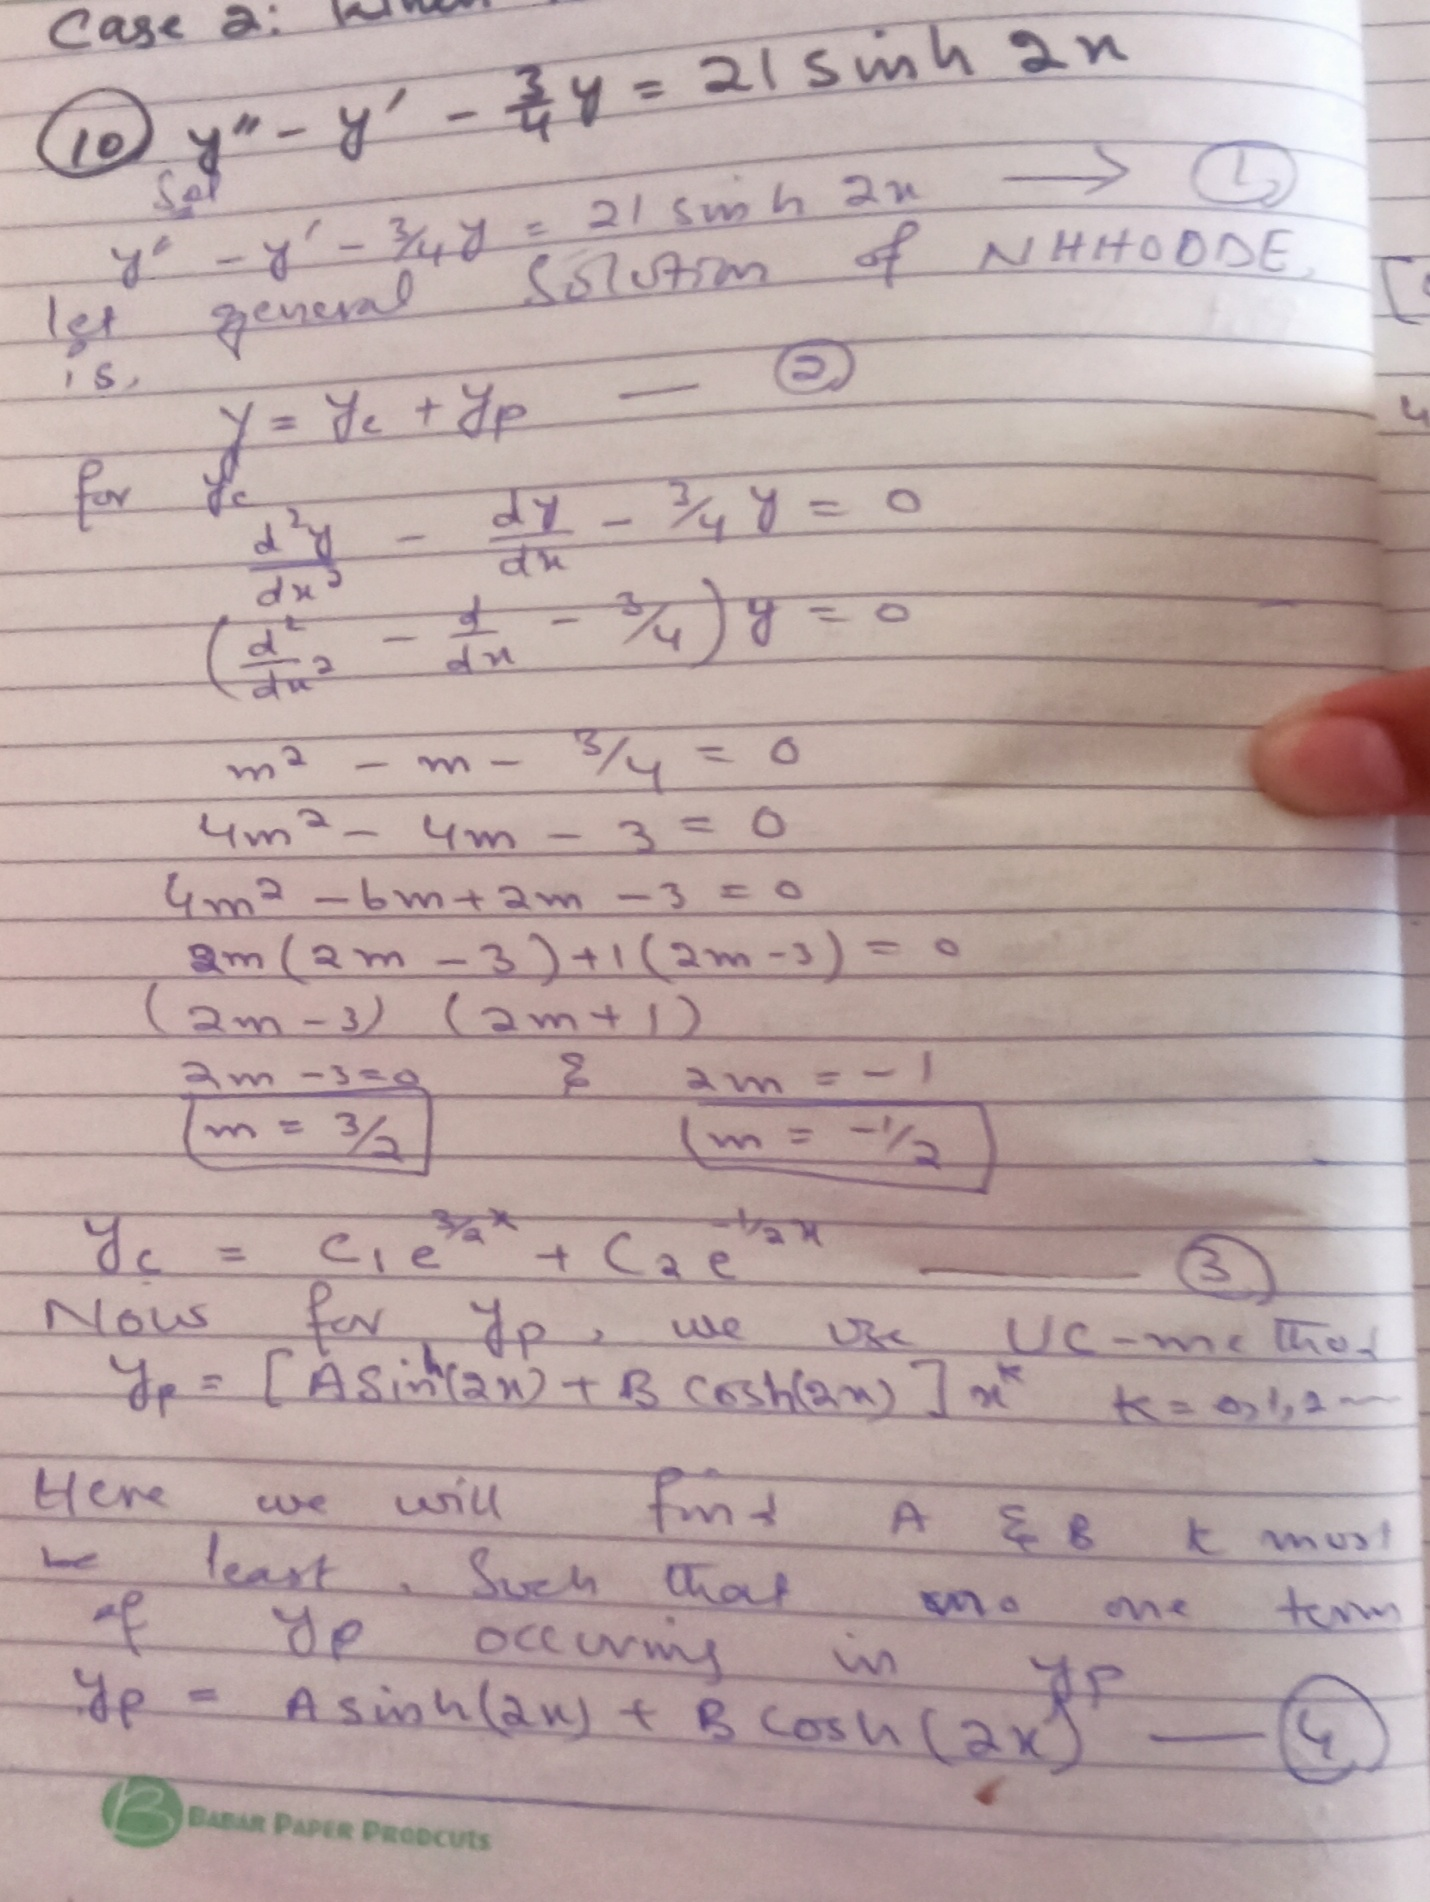 Case 2:
10 y'' - y' - 3/4 y = 21 sinh 2x
Sol
y'' - y' - 3/4 y = 21 sinh 2x → 1,
let general solution of NHHOODE,
is,
y = yc + yp — 2
for yc
d²y/dx² - dy/dx - 3/4 y = 0
(d²/dx² - d/dx - 3/4) y = 0
m² - m - 3/4 = 0
4m² - 4m - 3 = 0
4m² - 6m + 2m - 3 = 0
2m(2m - 3) + 1(2m - 3) = 0
(2m - 3) (2m + 1)
2m - 3 = 0 & 2m = -1
m = 3/2 m = -1/2
yc = C₁e^3/2x + C₂e^-1/2x — 3
Now for yp, we use UC-method
yp = [A Sinh(2x) + B Cosh(2x)] x^k k = 0,1,2
Here we will find A & B k must
be least. Such that no one term
of yp occuring in yp
yp = A sinh(2x) + B Cosh(2x) — 4
BABAR PAPER PRODCUTS